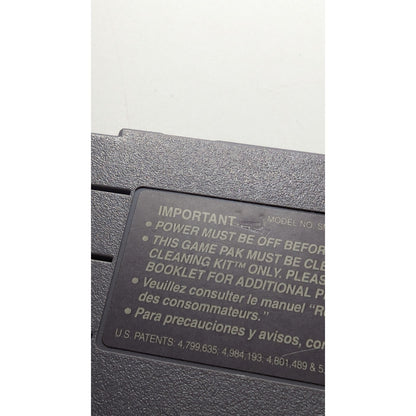 IMPORTANT MODEL NO. S
• POWER MUST BE OFF BEFOR
• THIS GAME PAK MUST BE CLE
CLEANING KIT™ ONLY. PLEAS
BOOKLET FOR ADDITIONAL P
• Veuillez consulter le manuel “R
des consommateurs.”
• Para precauciones y avisos, con
U.S. PATENTS: 4,799,635; 4,984,193; 4,601,489 & 5,